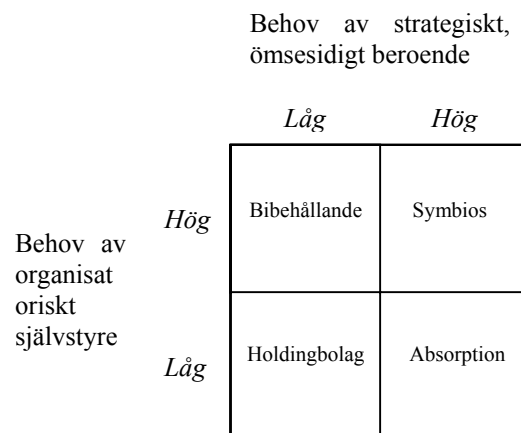 Behov av strategiskt,
ömsesidigt beroende
Låg Hög
Hög
Bibehållande Symbios
Behov av
organisat
oriskt
självstyre
Låg
Holdingbolag Absorption